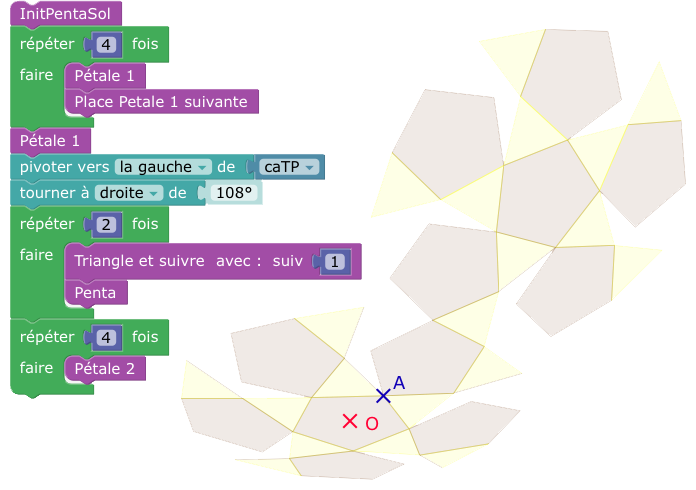 InitPentaSol
répéter 4 fois
faire Pétale 1
Place Petale 1 suivante
Pétale 1
pivoter vers la gauche de caTP
tourner à droite de 108°
répéter 2 fois
faire Triangle et suivre avec : suiv 1
Penta
répéter 4 fois
faire Pétale 2
A
O